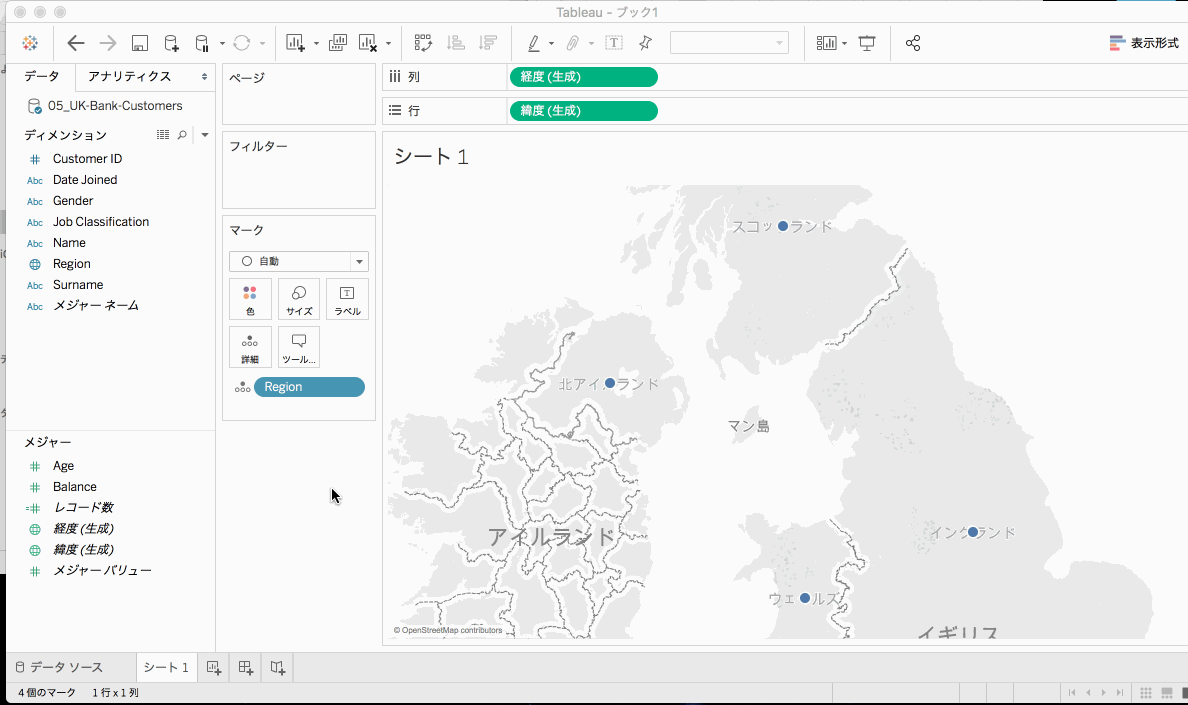 Tableau - ブック1
表示形式
データ
アナリティクス
05_UK-Bank-Customers
ディメンション
Customer ID
Abc Date Joined
Abc Gender
Abc Job Classification
Abc Name
Region
Abc Surname
Abc メジャー ネーム
メジャー
Age
Balance
レコード数
経度 (生成)
緯度 (生成)
メジャー バリュー
ページ
フィルター
マーク
自動
色
サイズ
ラベル
詳細
ツール...
Region
列
経度 (生成)
行
緯度 (生成)
シート 1
スコッ ランド
北アイ ランド
マン島
アイルランド
イングランド
ウェールズ
イギリス
© OpenStreetMap contributors
データ ソース
シート 1
4 個のマーク
1 行 x 1 列